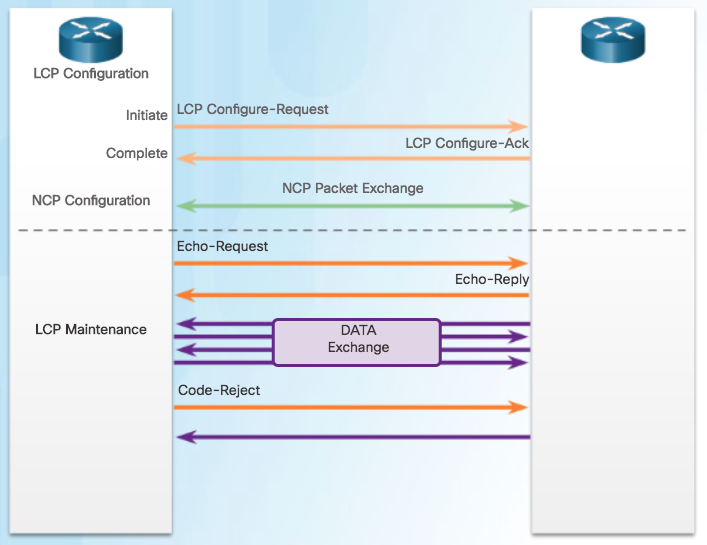 LCP Configuration
Initiate
LCP Configure-Request
LCP Configure-Ack
Complete
NCP Packet Exchange
NCP Configuration
Echo-Request
Echo-Reply
LCP Maintenance
DATA
Exchange
Code-Reject